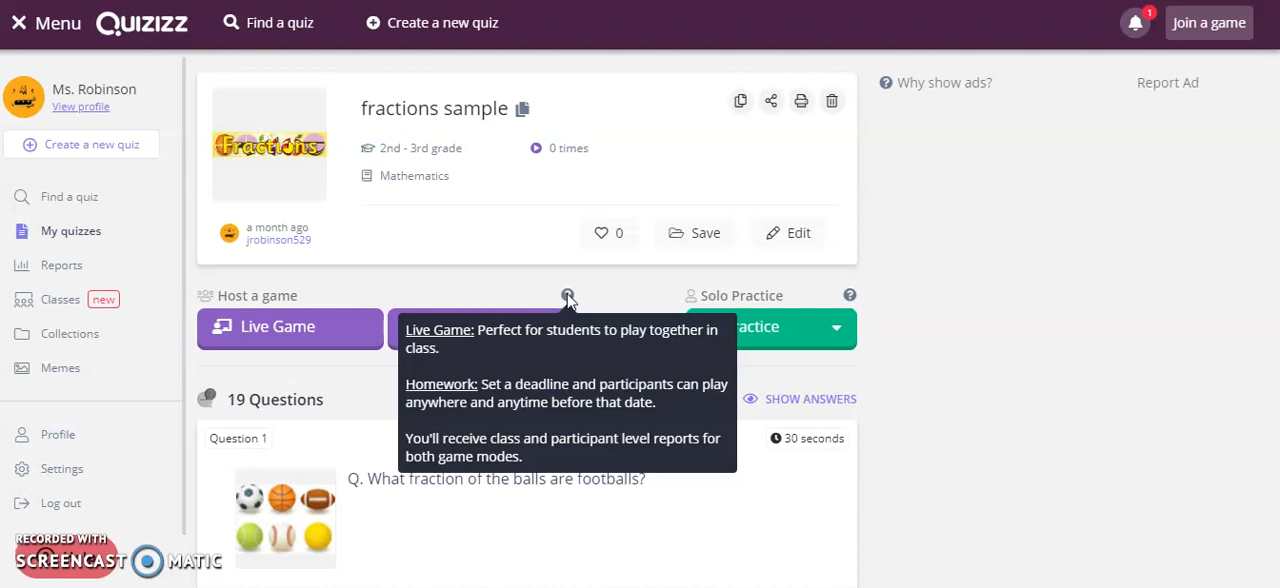 Menu QUIZIZZ Find a quiz Create a new quiz 1 Join a game
Ms. Robinson
View profile
Create a new quiz
Find a quiz
My quizzes
Reports
Classes new
Collections
Memes
Profile
Settings
Log out
RECORDED WITH
SCREENCAST MATIC
Fractions
fractions sample
2nd - 3rd grade 0 times
Mathematics
a month ago
jrobinson529
0 Save Edit
Host a game Solo Practice
Live Game
Live Game: Perfect for students to play together in
class.
Homework: Set a deadline and participants can play
anywhere and anytime before that date.
You'll receive class and participant level reports for
both game modes.
19 Questions SHOW ANSWERS
Question 1 30 seconds
Q. What fraction of the balls are footballs?
Why show ads? Report Ad